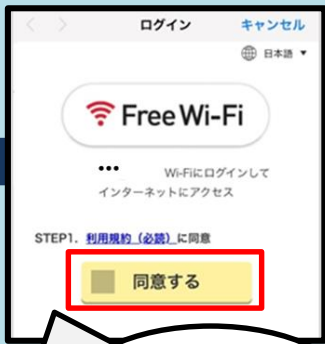 ログイン キャンセル
日本語 ▼
Free Wi-Fi
••• Wi-Fiにログインして
インターネットにアクセス
STEP1. 利用規約（必読）に同意
同意する